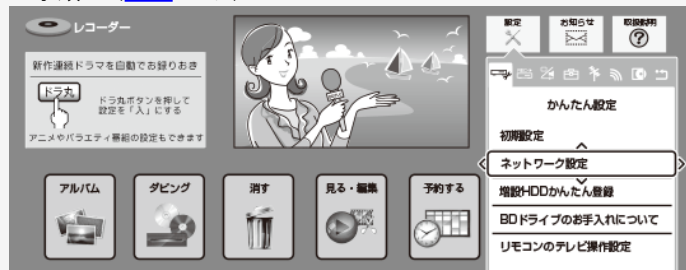 レコーダー
新作連続ドラマを自動でお録りおき
ドラ丸
ドラ丸ボタンを押して
設定を「入」にする
アニメやバラエティ番組の設定もできます
設定
お知らせ
取扱説明
かんたん設定
初期設定
ネットワーク設定
増設HDDかんたん登録
BDドライブのお手入れについて
リモコンのテレビ操作設定
アルバム
ダビング
消す
見る・編集
予約する